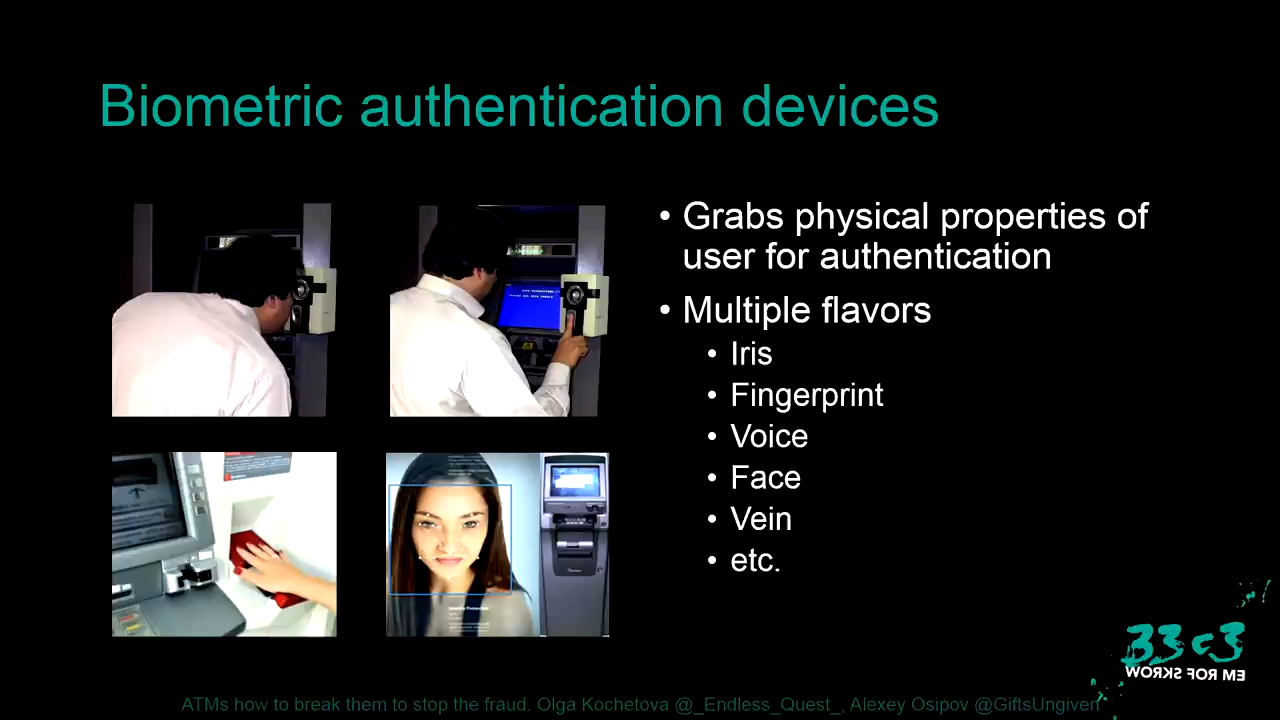 Biometric authentication devices
• Grabs physical properties of
user for authentication
• Multiple flavors
• Iris
• Fingerprint
• Voice
• Face
• Vein
• etc.
33c3
WORKS FOR ME
ATMs how to break them to stop the fraud. Olga Kochetova @_Endless_Quest_, Alexey Osipov @GiftsUngiven